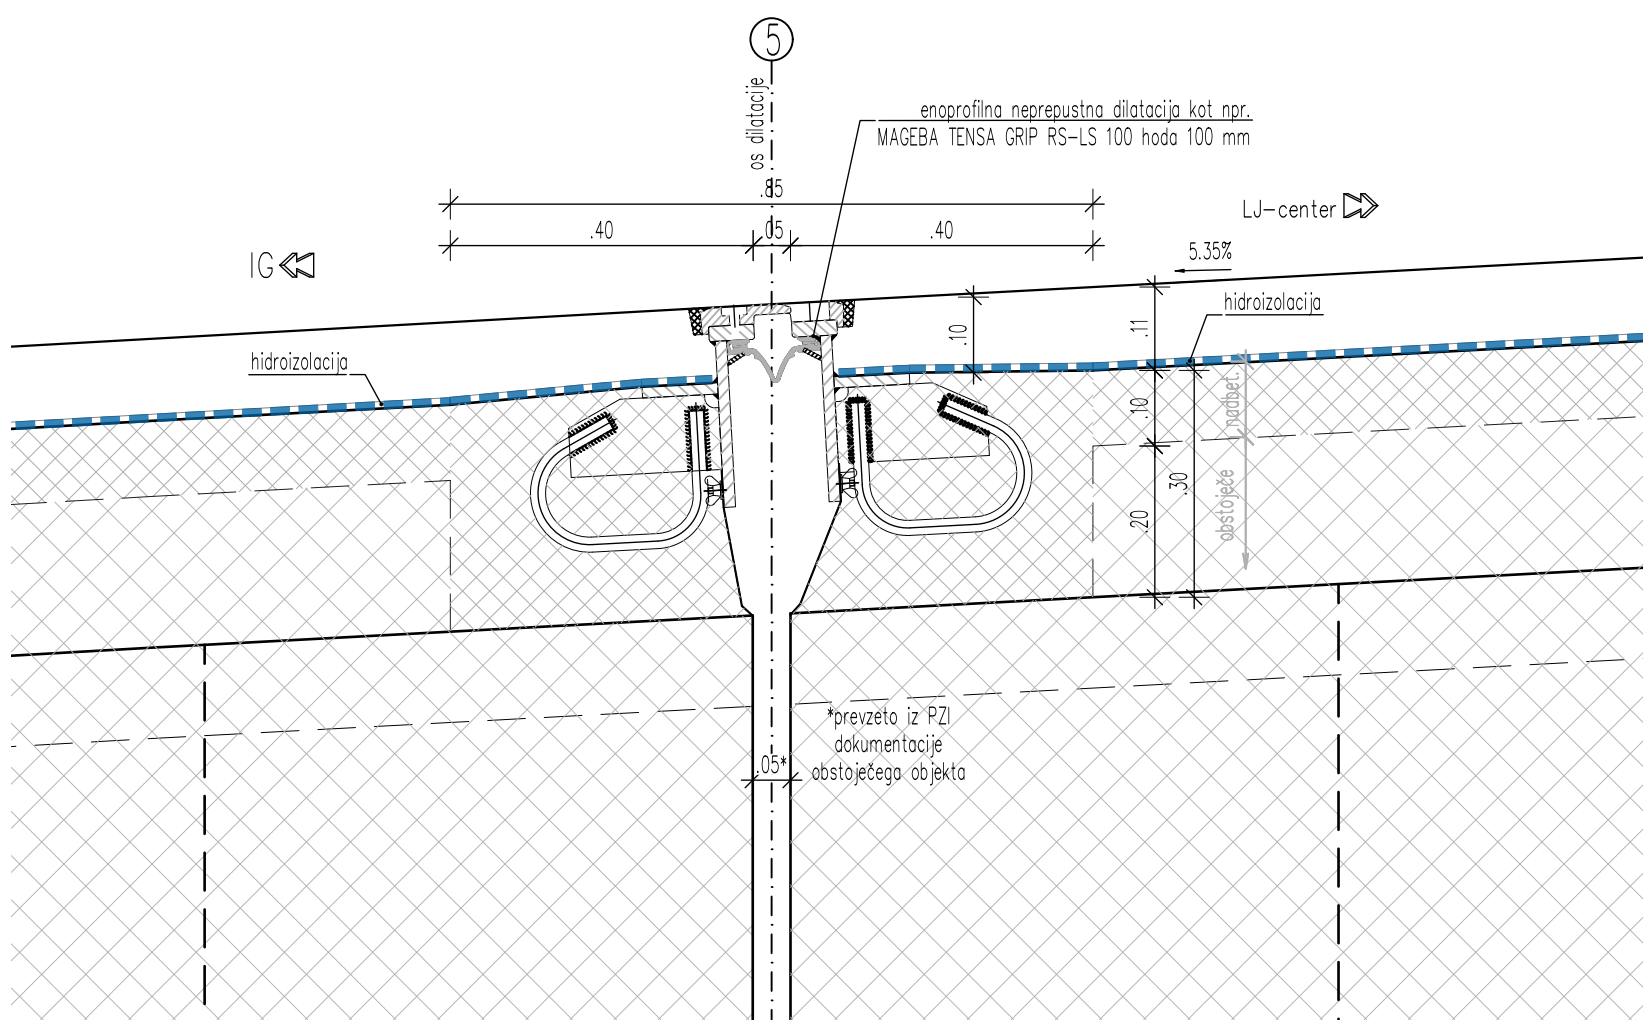 5
os dilatacije
enoprofilna neprepustna dilatacija kot npr.
MAGEBA TENSA GRIP RS-LS 100 hoda 100 mm
.85
LJ-center
.40
.05
.40
IG
5.35%
hidroizolacija
hidroizolacija
.10
.11
.10
.30
.20
nadbet.
obstoječe
*prevzeto iz PZI
dokumentacije
obstoječega objekta
.05*